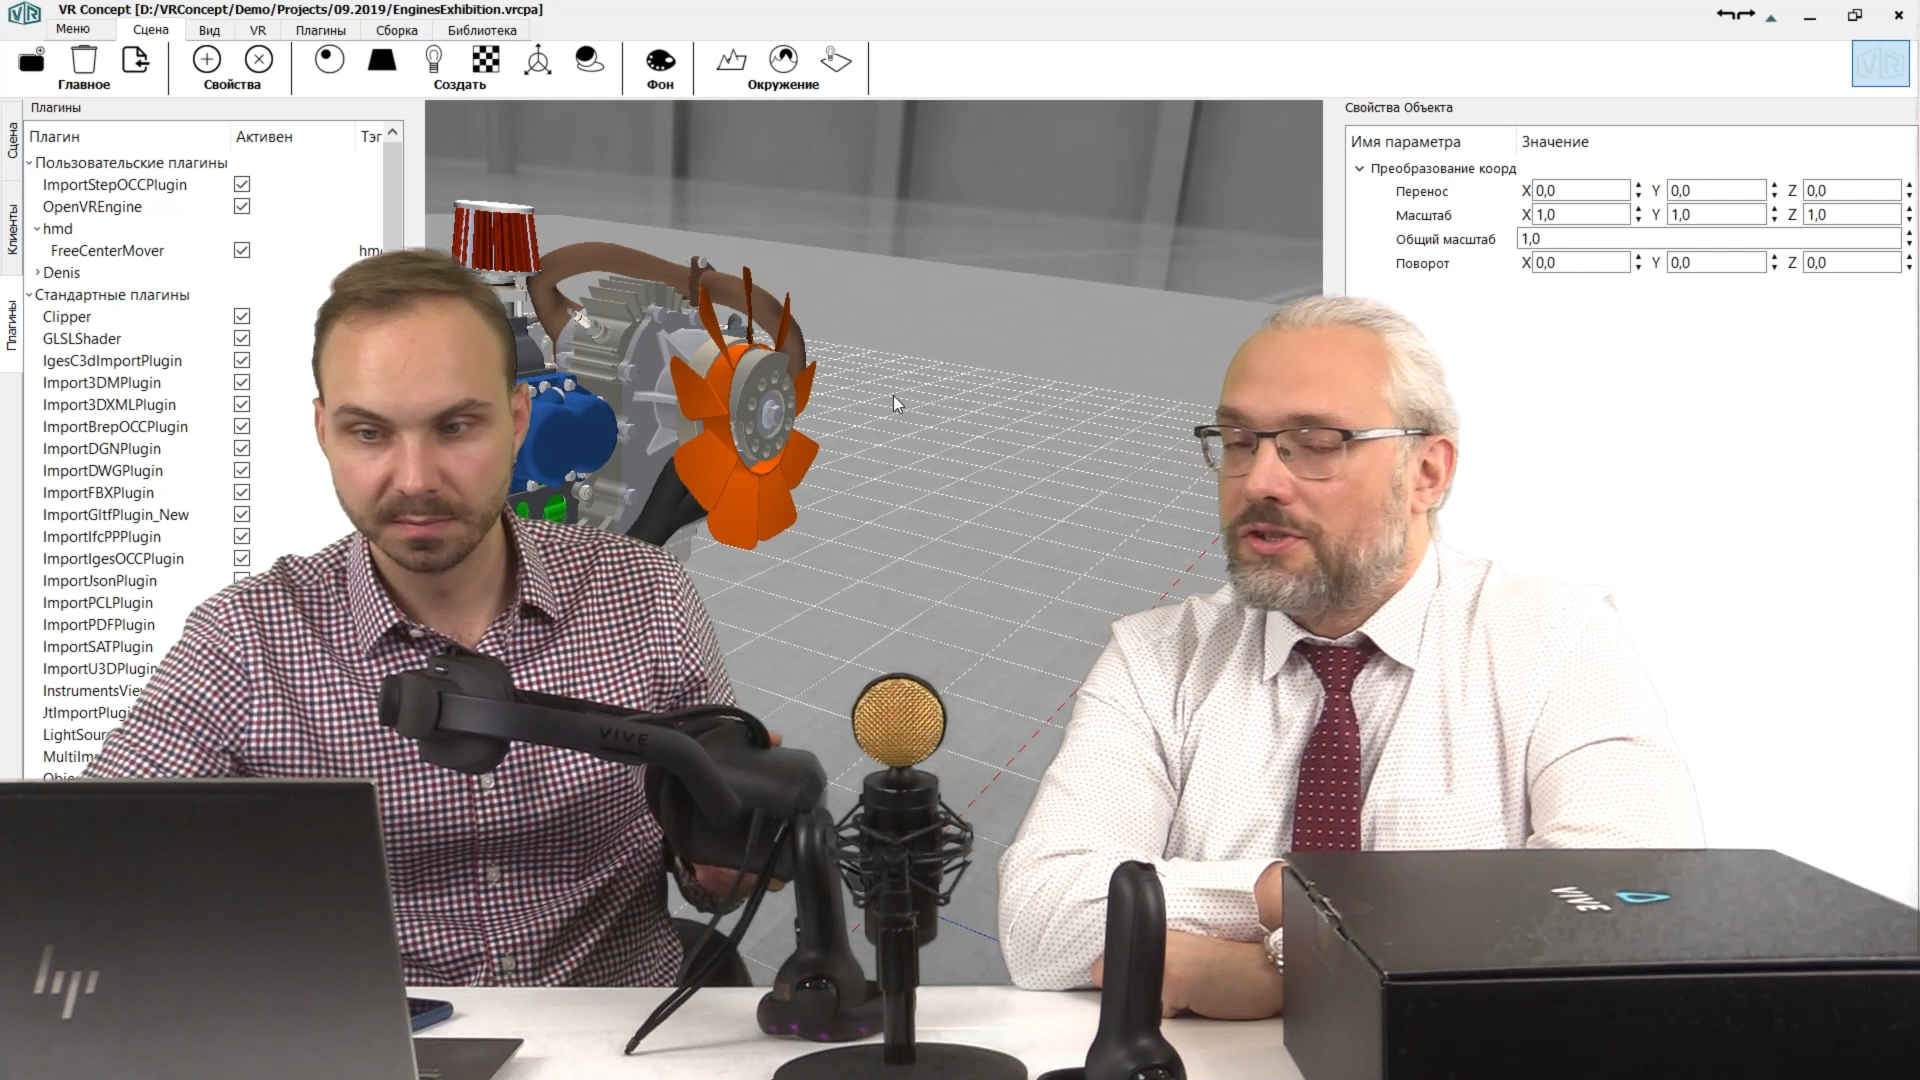 VR Concept [D:/VRConcept/Demo/Projects/09.2019/EnginesExhibition.vrcpa]
Меню Сцена Вид VR Плагины Сборка Библиотека
Главное Свойства Создать Фон Окружение
Плагины
Плагин Активен Тэг
Пользовательские плагины
ImportStepOCCPlugin
OpenVREngine
hmd
FreeCenterMover
Denis
Стандартные плагины
Clipper
GLSLShader
IgesC3dImportPlugin
Import3DMPlugin
Import3DXMLPlugin
ImportBrepOCCPlugin
ImportDGNPlugin
ImportDWGPlugin
ImportFBXPlugin
ImportGltfPlugin_New
ImportIfcPPPlugin
ImportIgesOCCPlugin
ImportJsonPlugin
ImportPCLPlugin
ImportPDFPlugin
ImportSATPlugin
ImportU3DPlugin
Сцена
Клиенты
Плагины
Свойства Объекта
Имя параметра Значение
Преобразование коорд
Перенос X 0,0 Y 0,0 Z 0,0
Масштаб X 1,0 Y 1,0 Z 1,0
Общий масштаб 1,0
Поворот X 0,0 Y 0,0 Z 0,0
VIVE
VIVE
hp